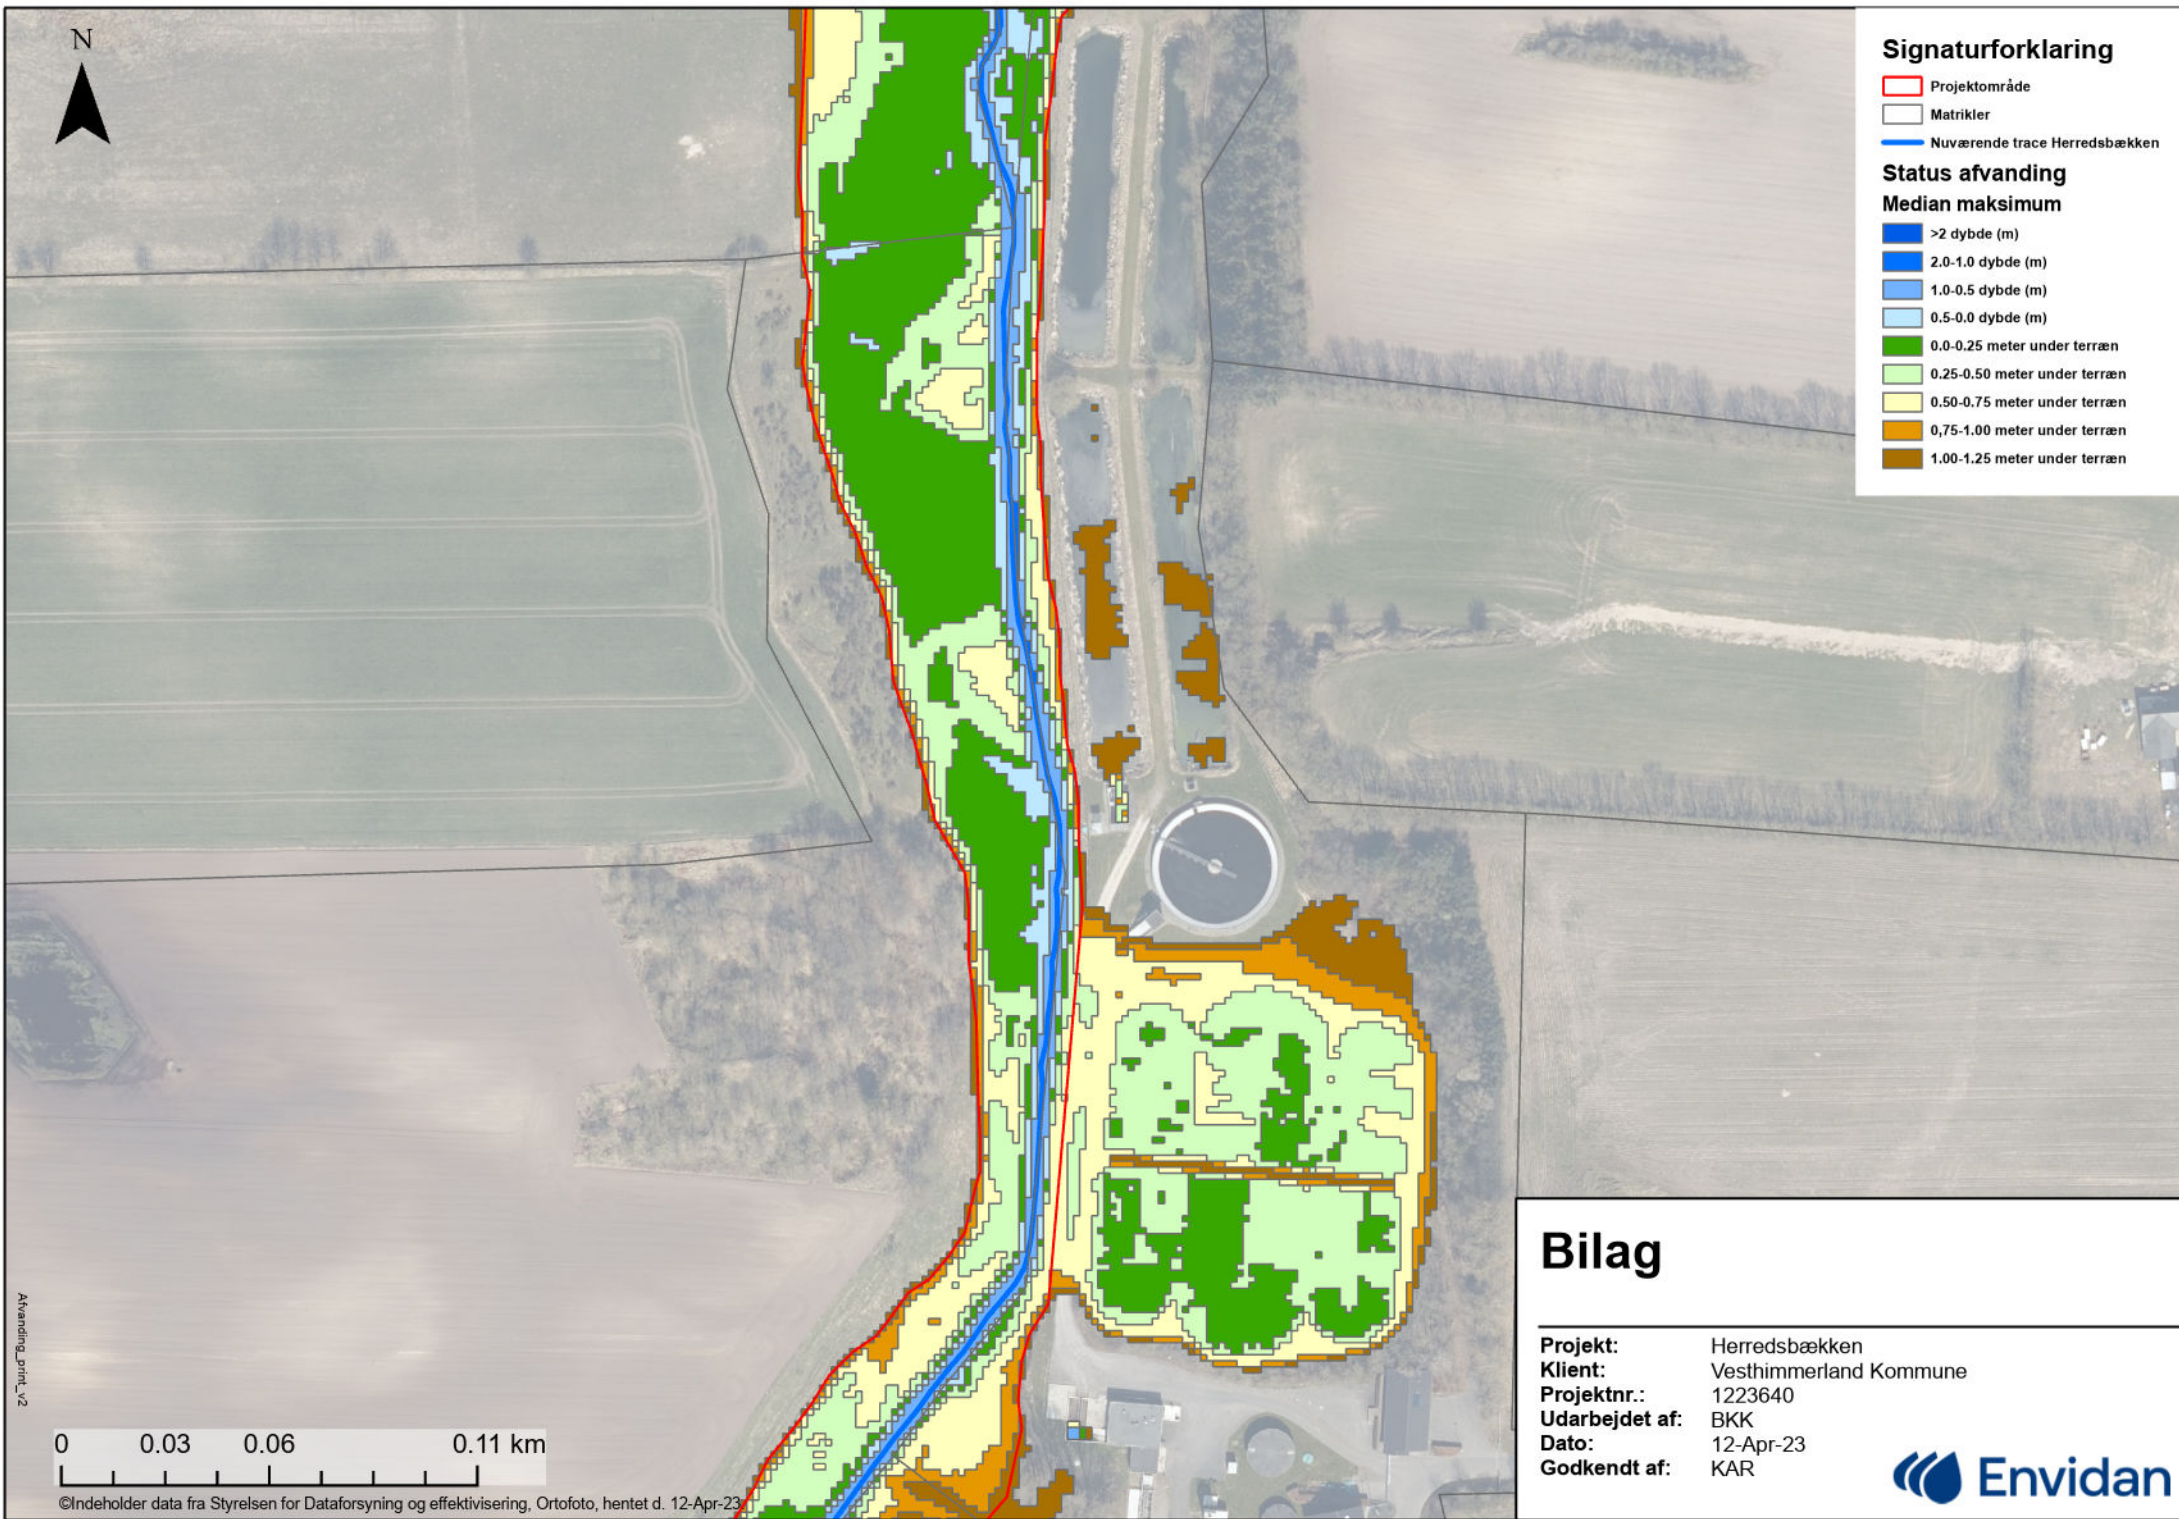 N
Signaturforklaring
Projektområde
Matrikler
Nuværende trace Herredsbækken
Status afvanding
Median maksimum
>2 dybde (m)
2.0-1.0 dybde (m)
1.0-0.5 dybde (m)
0.5-0.0 dybde (m)
0.0-0.25 meter under terræn
0.25-0.50 meter under terræn
0.50-0.75 meter under terræn
0,75-1.00 meter under terræn
1.00-1.25 meter under terræn
Bilag
Projekt: Herredsbækken
Klient: Vesthimmerland Kommune
Projektnr.: 1223640
Udarbejdet af: BKK
Dato: 12-Apr-23
Godkendt af: KAR
Envidan
Afvanding_print_v2
0 0.03 0.06 0.11 km
©Indeholder data fra Styrelsen for Dataforsyning og effektivisering, Ortofoto, hentet d. 12-Apr-23